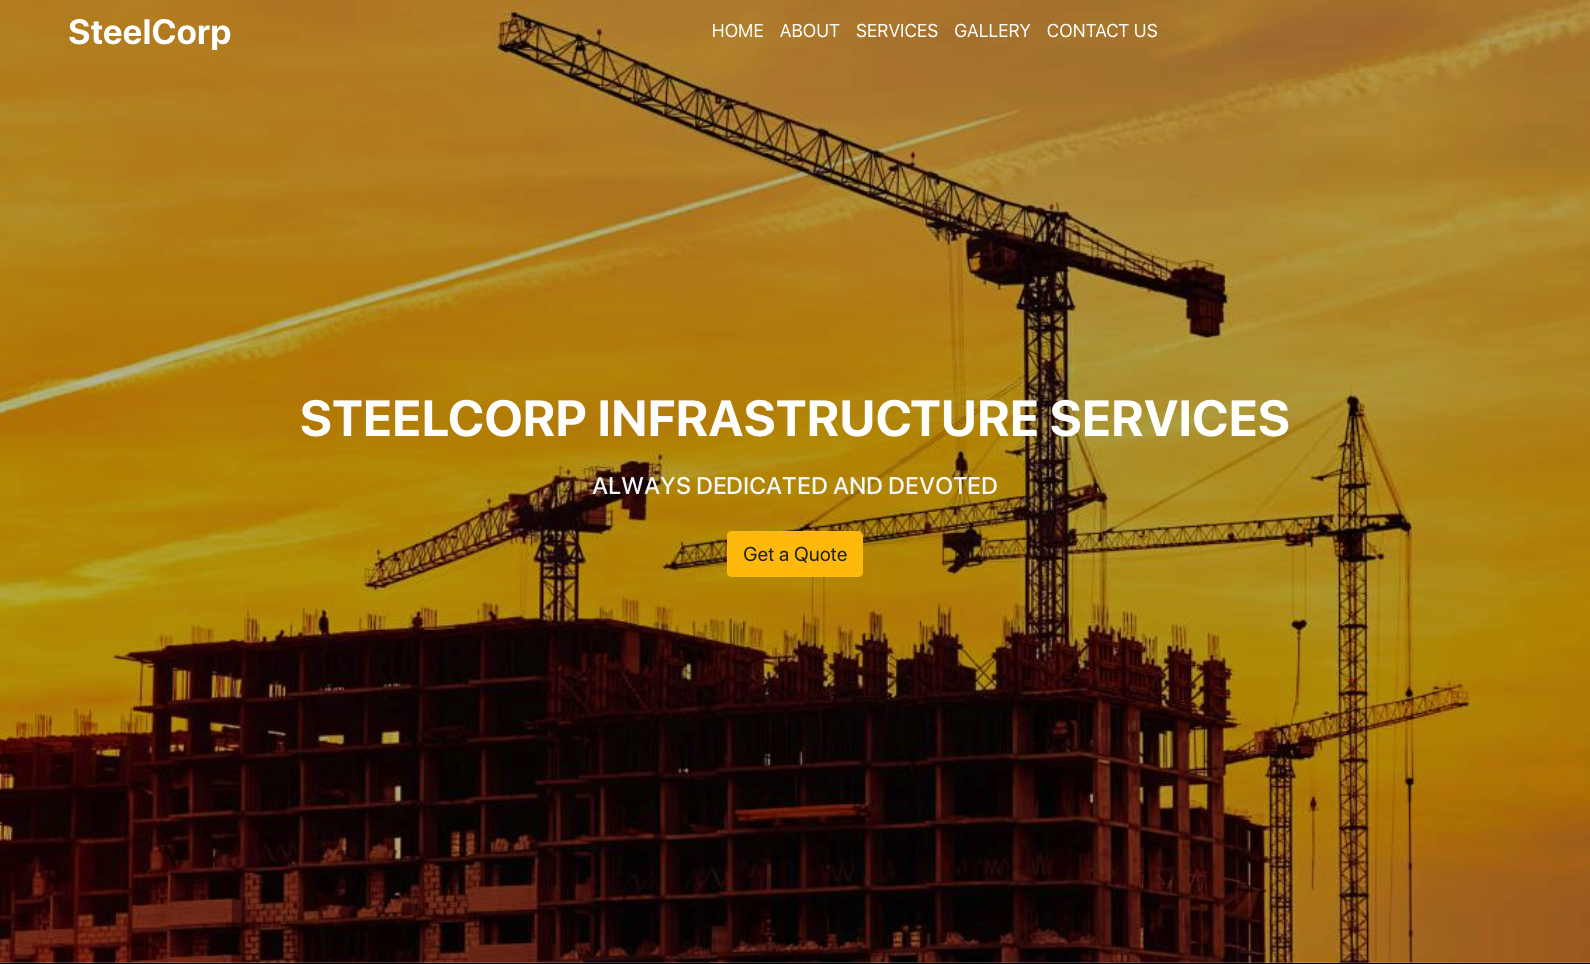 SteelCorp
HOME ABOUT SERVICES GALLERY CONTACT US
STEELCORP INFRASTRUCTURE SERVICES
ALWAYS DEDICATED AND DEVOTED
Get a Quote